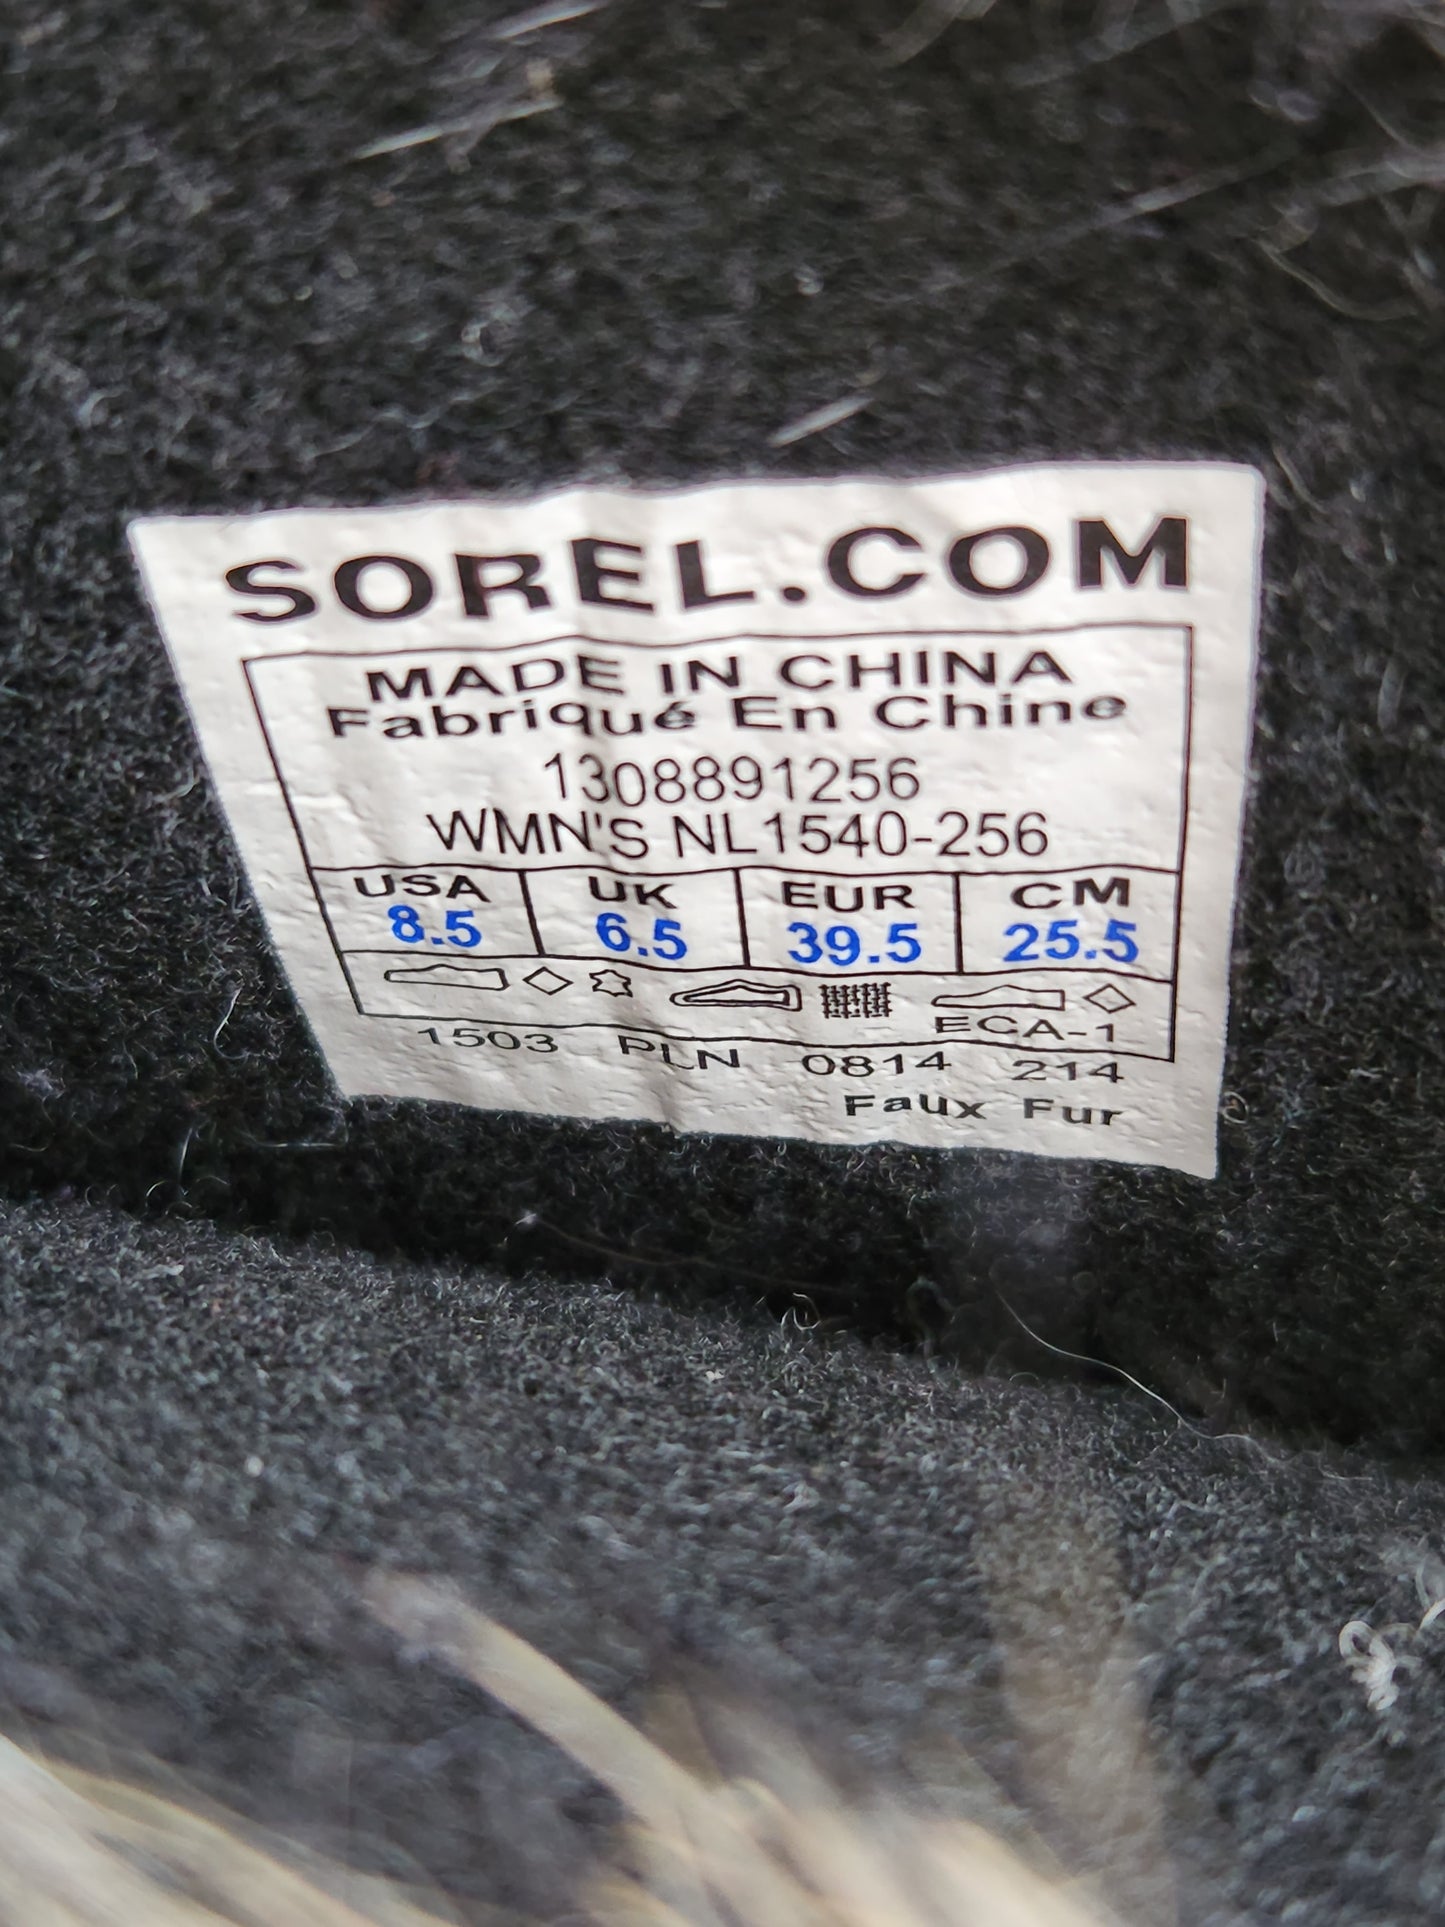 SOREL.COM
MADE IN CHINA
Fabriqué En Chine
1308891256
WMN'S NL1540-256
USA UK EUR CM
8.5 6.5 39.5 25.5
ECA-1
1503 PLN 0814 214
Faux Fur